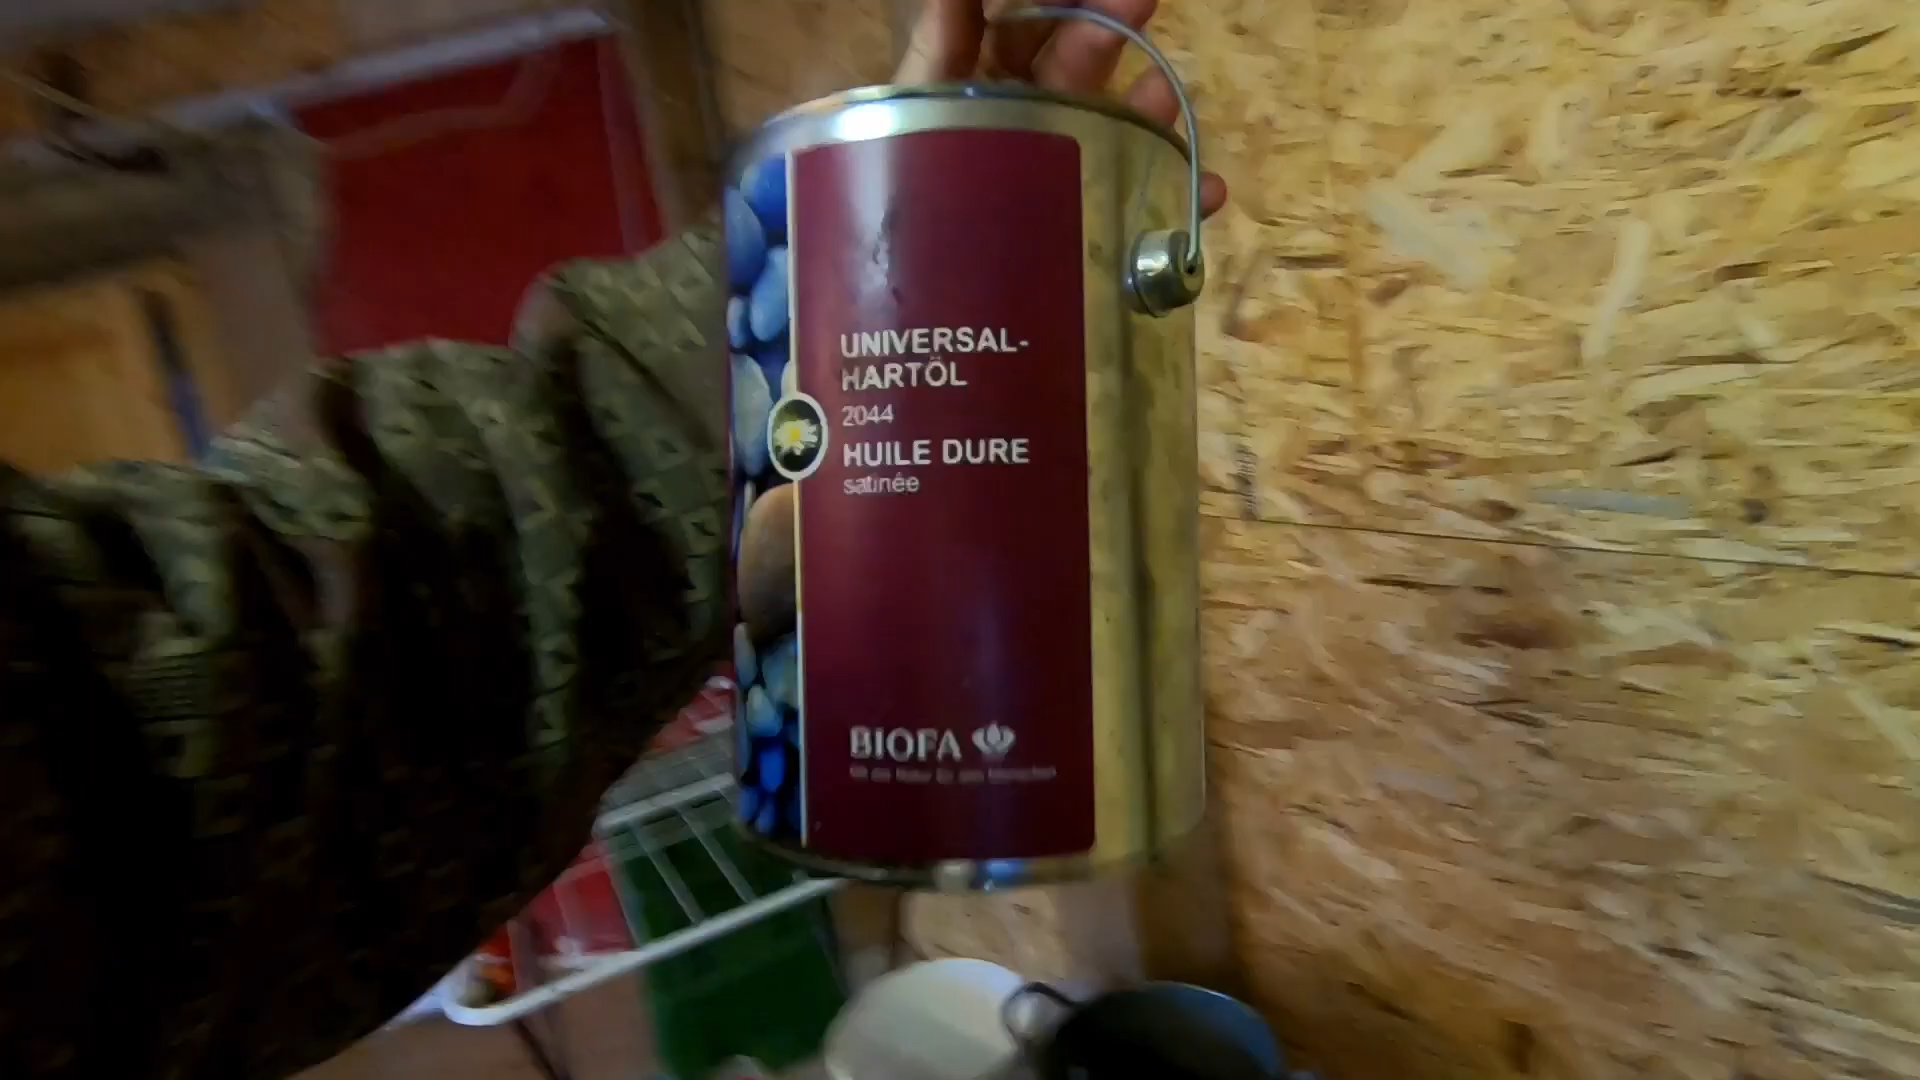 UNIVERSAL-
HARTÖL
2044
HUILE DURE
satinée
BIOFA